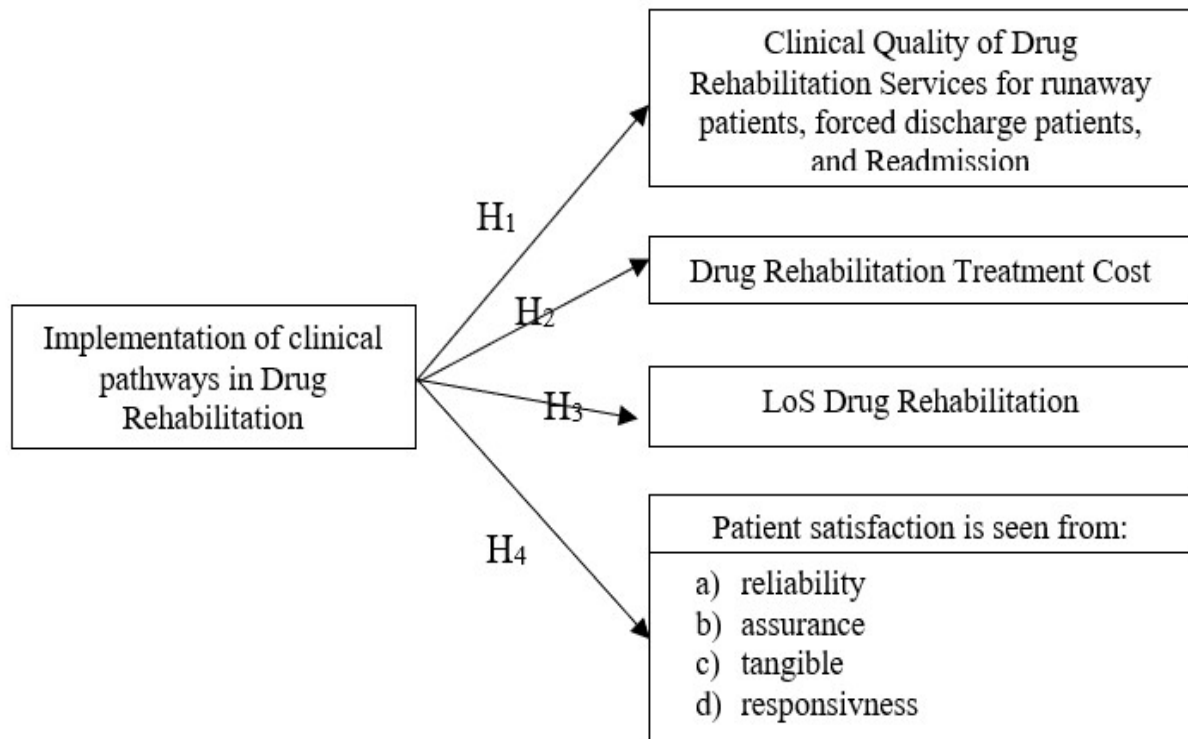 Clinical Quality of Drug
Rehabilitation Services for runaway
patients, forced discharge patients,
and Readmission
H1
Drug Rehabilitation Treatment Cost
H2
Implementation of clinical
pathways in Drug
Rehabilitation
LoS Drug Rehabilitation
H3
H4
Patient satisfaction is seen from:
a) reliability
b) assurance
c) tangible
d) responsivness